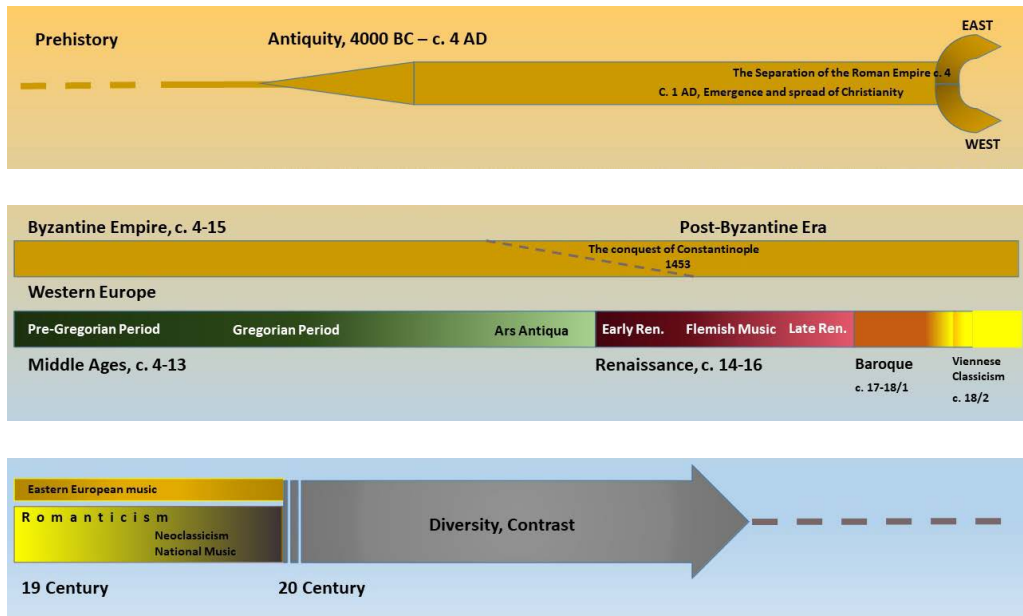 Prehistory
Antiquity, 4000 BC – c. 4 AD
EAST
The Separation of the Roman Empire c. 4
C. 1 AD, Emergence and spread of Christianity
WEST
Byzantine Empire, c. 4-15
Post-Byzantine Era
The conquest of Constantinople
1453
Western Europe
Pre-Gregorian Period
Gregorian Period
Ars Antiqua
Early Ren.
Flemish Music
Late Ren.
Middle Ages, c. 4-13
Renaissance, c. 14-16
Baroque
c. 17-18/1
Viennese
Classicism
c. 18/2
Eastern European music
Romanticism
Neoclassicism
National Music
Diversity, Contrast
19 Century
20 Century